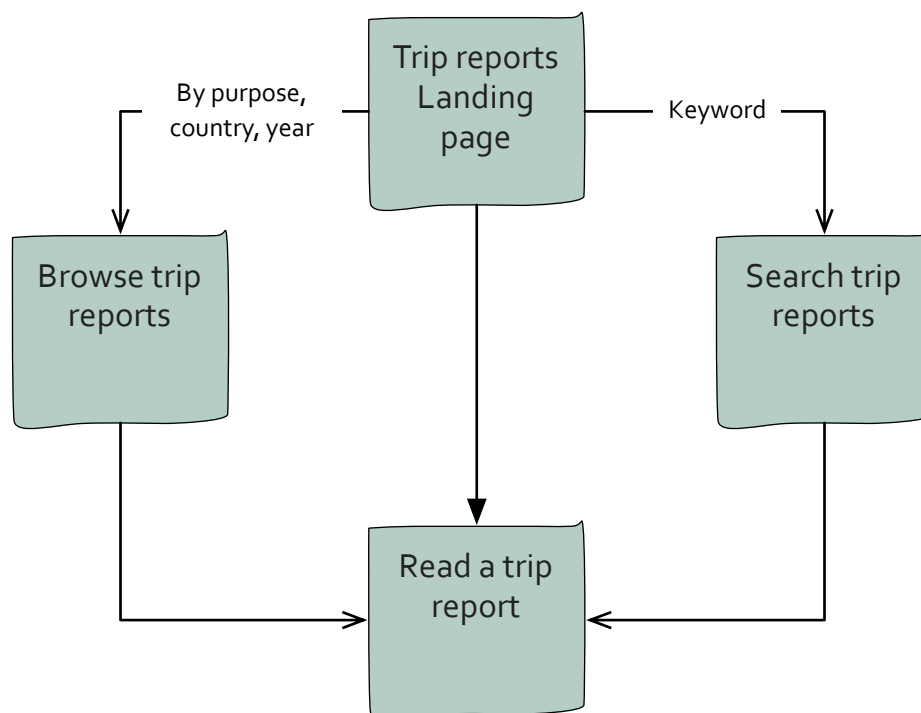 Trip reports
Landing
page
By purpose,
country, year
Keyword
Browse trip
reports
Search trip
reports
Read a trip
report